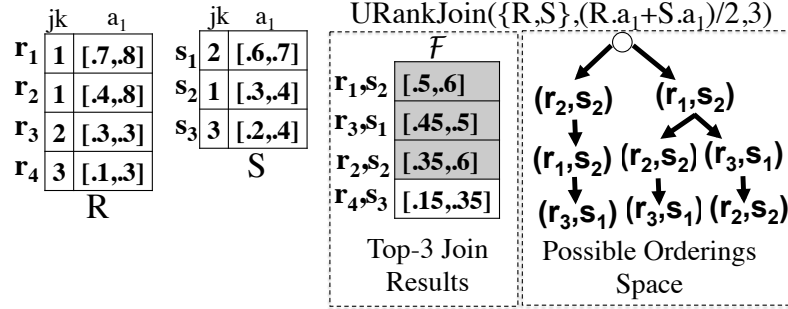 URankJoin({R,S},(R.a1+S.a1)/2,3)
jk a1
r1 1 [.7,.8]
r2 1 [.4,.8]
r3 2 [.3,.3]
r4 3 [.1,.3]
R
jk a1
s1 2 [.6,.7]
s2 1 [.3,.4]
s3 3 [.2,.4]
S
F
r1,s2 [.5,.6]
r3,s1 [.45,.5]
r2,s2 [.35,.6]
r4,s3 [.15,.35]
Top-3 Join
Results
(r2,s2) (r1,s2)
(r1,s2) (r2,s2) (r3,s1)
(r3,s1) (r3,s1) (r2,s2)
Possible Orderings
Space